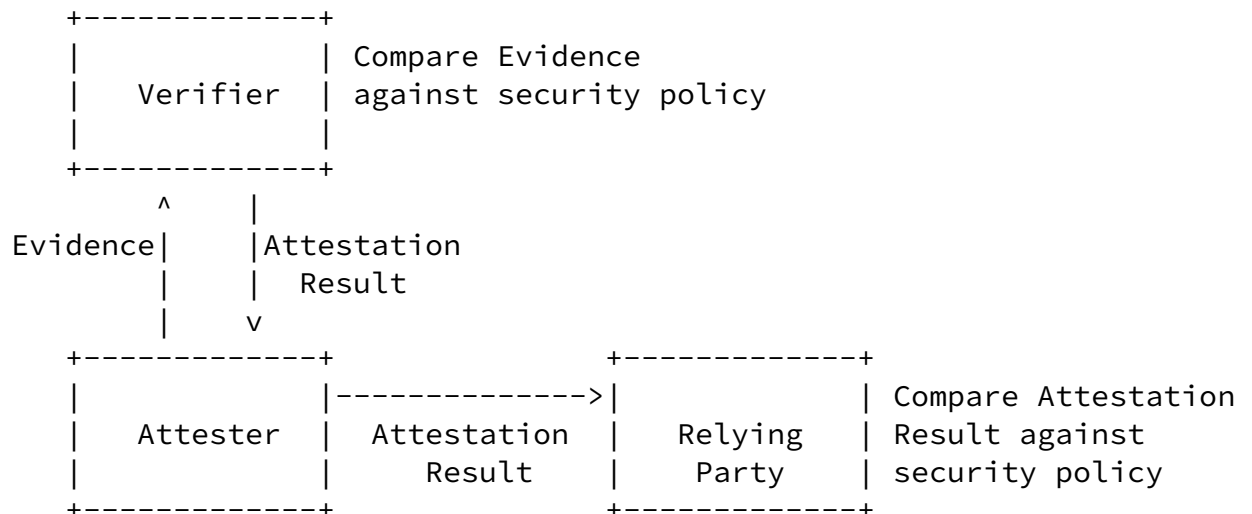 Compare Evidence
Verifier against security policy
Evidence Attestation
Result
Compare Attestation
Attester Attestation Relying Result against
Result Party security policy